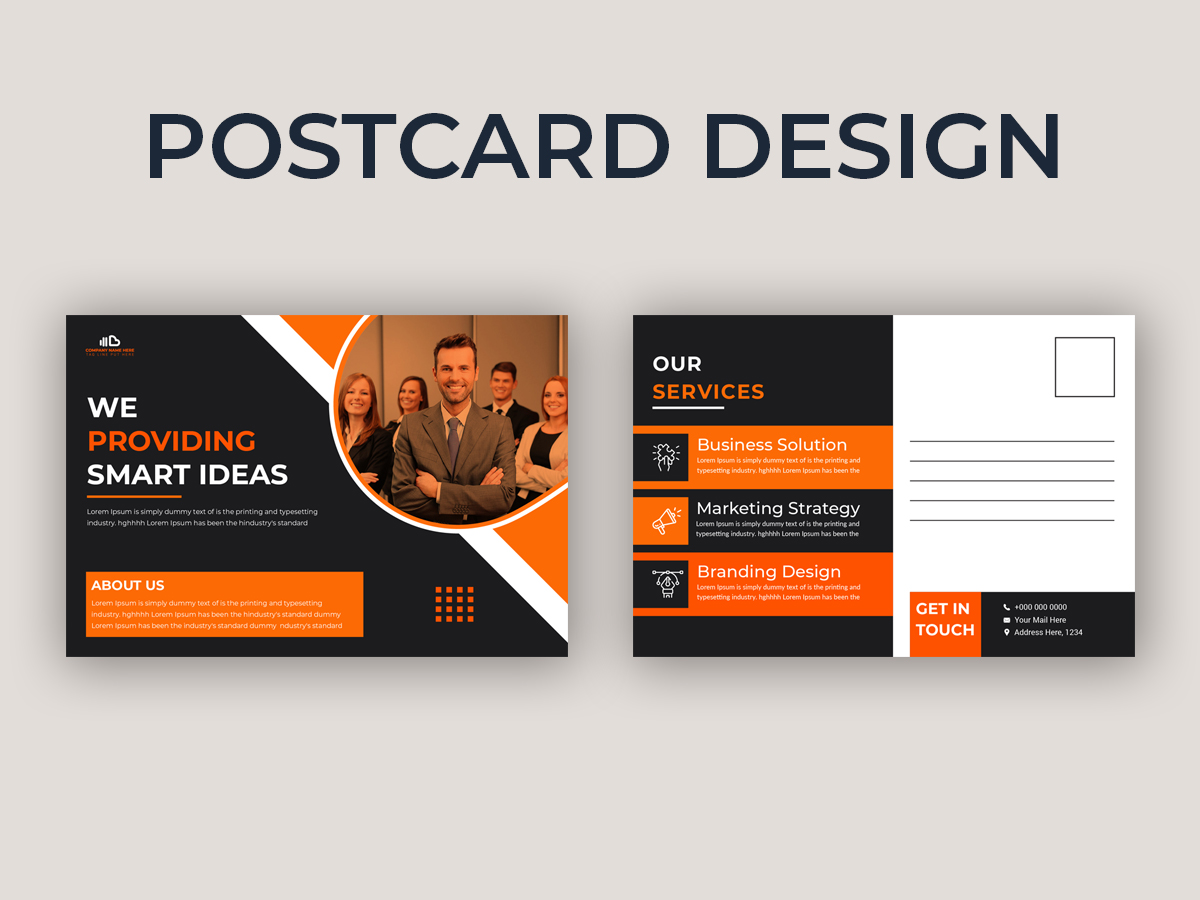 POSTCARD DESIGN
COMPANY NAME HERE
TAG LINE PUT HERE
WE
PROVIDING
SMART IDEAS
Lorem Ipsum is simply dummy text of is the printing and typesetting
industry. hghhhh Lorem Ipsum has been the hindustry's standard
ABOUT US
Lorem Ipsum is simply dummy text of is the printing and typesetting
industry. hghhhh Lorem Ipsum has been the hindustry's standard dummy
Lorem Ipsum has been the industry's standard dummy ndustry's standard
OUR
SERVICES
Business Solution
Lorem Ipsum is simply dummy text of is the printing and
typesetting industry. hghhhh Lorem Ipsum has been the
Marketing Strategy
Lorem Ipsum is simply dummy text of is the printing and
typesetting industry. hghhhh Lorem Ipsum has been the
Branding Design
Lorem Ipsum is simply dummy text of is the printing and
typesetting industry. hghhhh Lorem Ipsum has been the
GET IN
TOUCH
+000 000 0000
Your Mail Here
Address Here, 1234